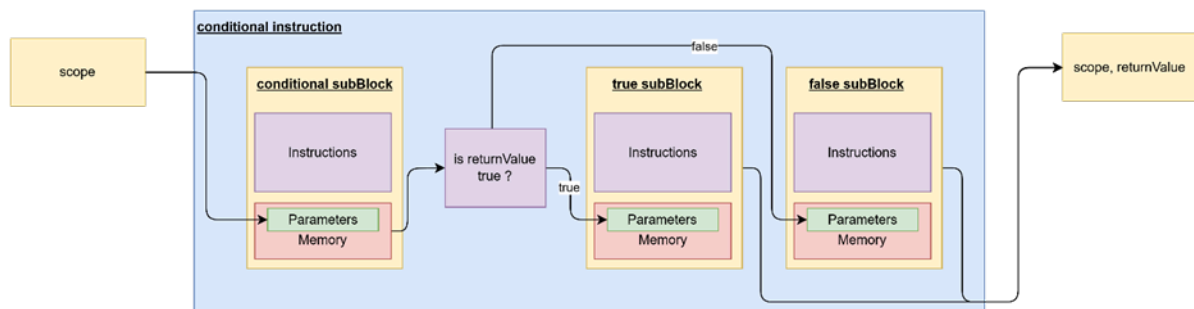 conditional instruction
scope
conditional subBlock
Instructions
Parameters
Memory
is returnValue
true ?
false
true
true subBlock
Instructions
Parameters
Memory
false subBlock
Instructions
Parameters
Memory
scope, returnValue